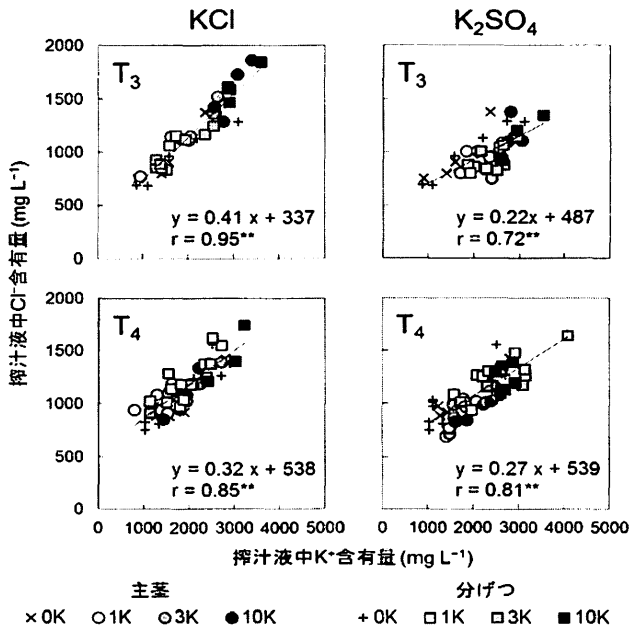 KCl
K₂SO₄
搾汁液中Cl⁻含有量 (mg L⁻¹)
2000
1500
1000
500
0
T₃
y = 0.41 x + 337
r = 0.95**
T₃
y = 0.22x + 487
r = 0.72**
2000
1500
1000
500
0
T₄
y = 0.32 x + 538
r = 0.85**
T₄
y = 0.27 x + 539
r = 0.81**
0 1000 2000 3000 4000 5000
0 1000 2000 3000 4000 5000
搾汁液中K⁺含有量 (mg L⁻¹)
主茎
分げつ
× 0K ○ 1K ○ 3K ● 10K
+ 0K □ 1K □ 3K ■ 10K